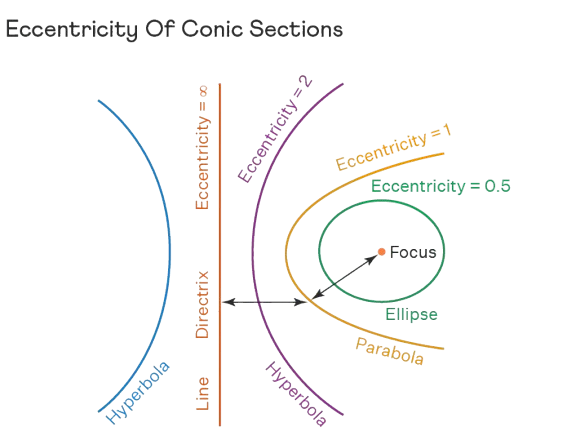 Eccentricity Of Conic Sections
Eccentricity = ∞
Eccentricity = 2
Eccentricity = 1
Eccentricity = 0.5
Focus
Directrix
Ellipse
Parabola
Line
Hyperbola
Hyperbola